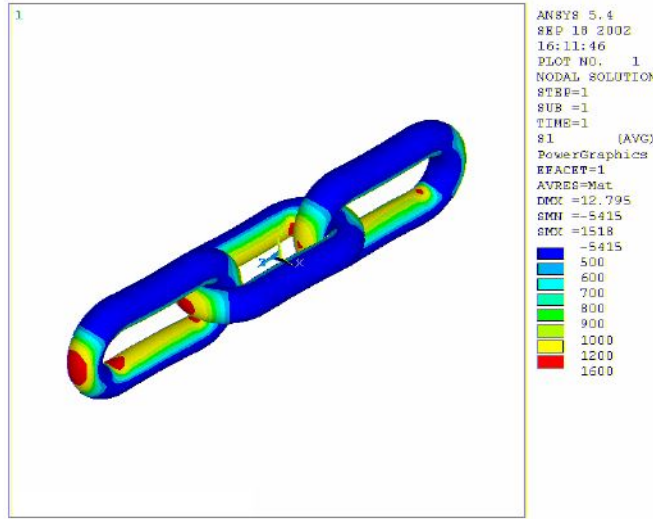 1
ANSYS 5.4
SEP 18 2002
16:11:46
PLOT NO. 1
NODAL SOLUTION
STEP=1
SUB =1
TIME=1
S1 (AVG)
PowerGraphics
EFACET=1
AVRES=Mat
DMX =12.795
SMN =-5415
SMX =1518
-5415
500
600
700
800
900
1000
1200
1600
Z X